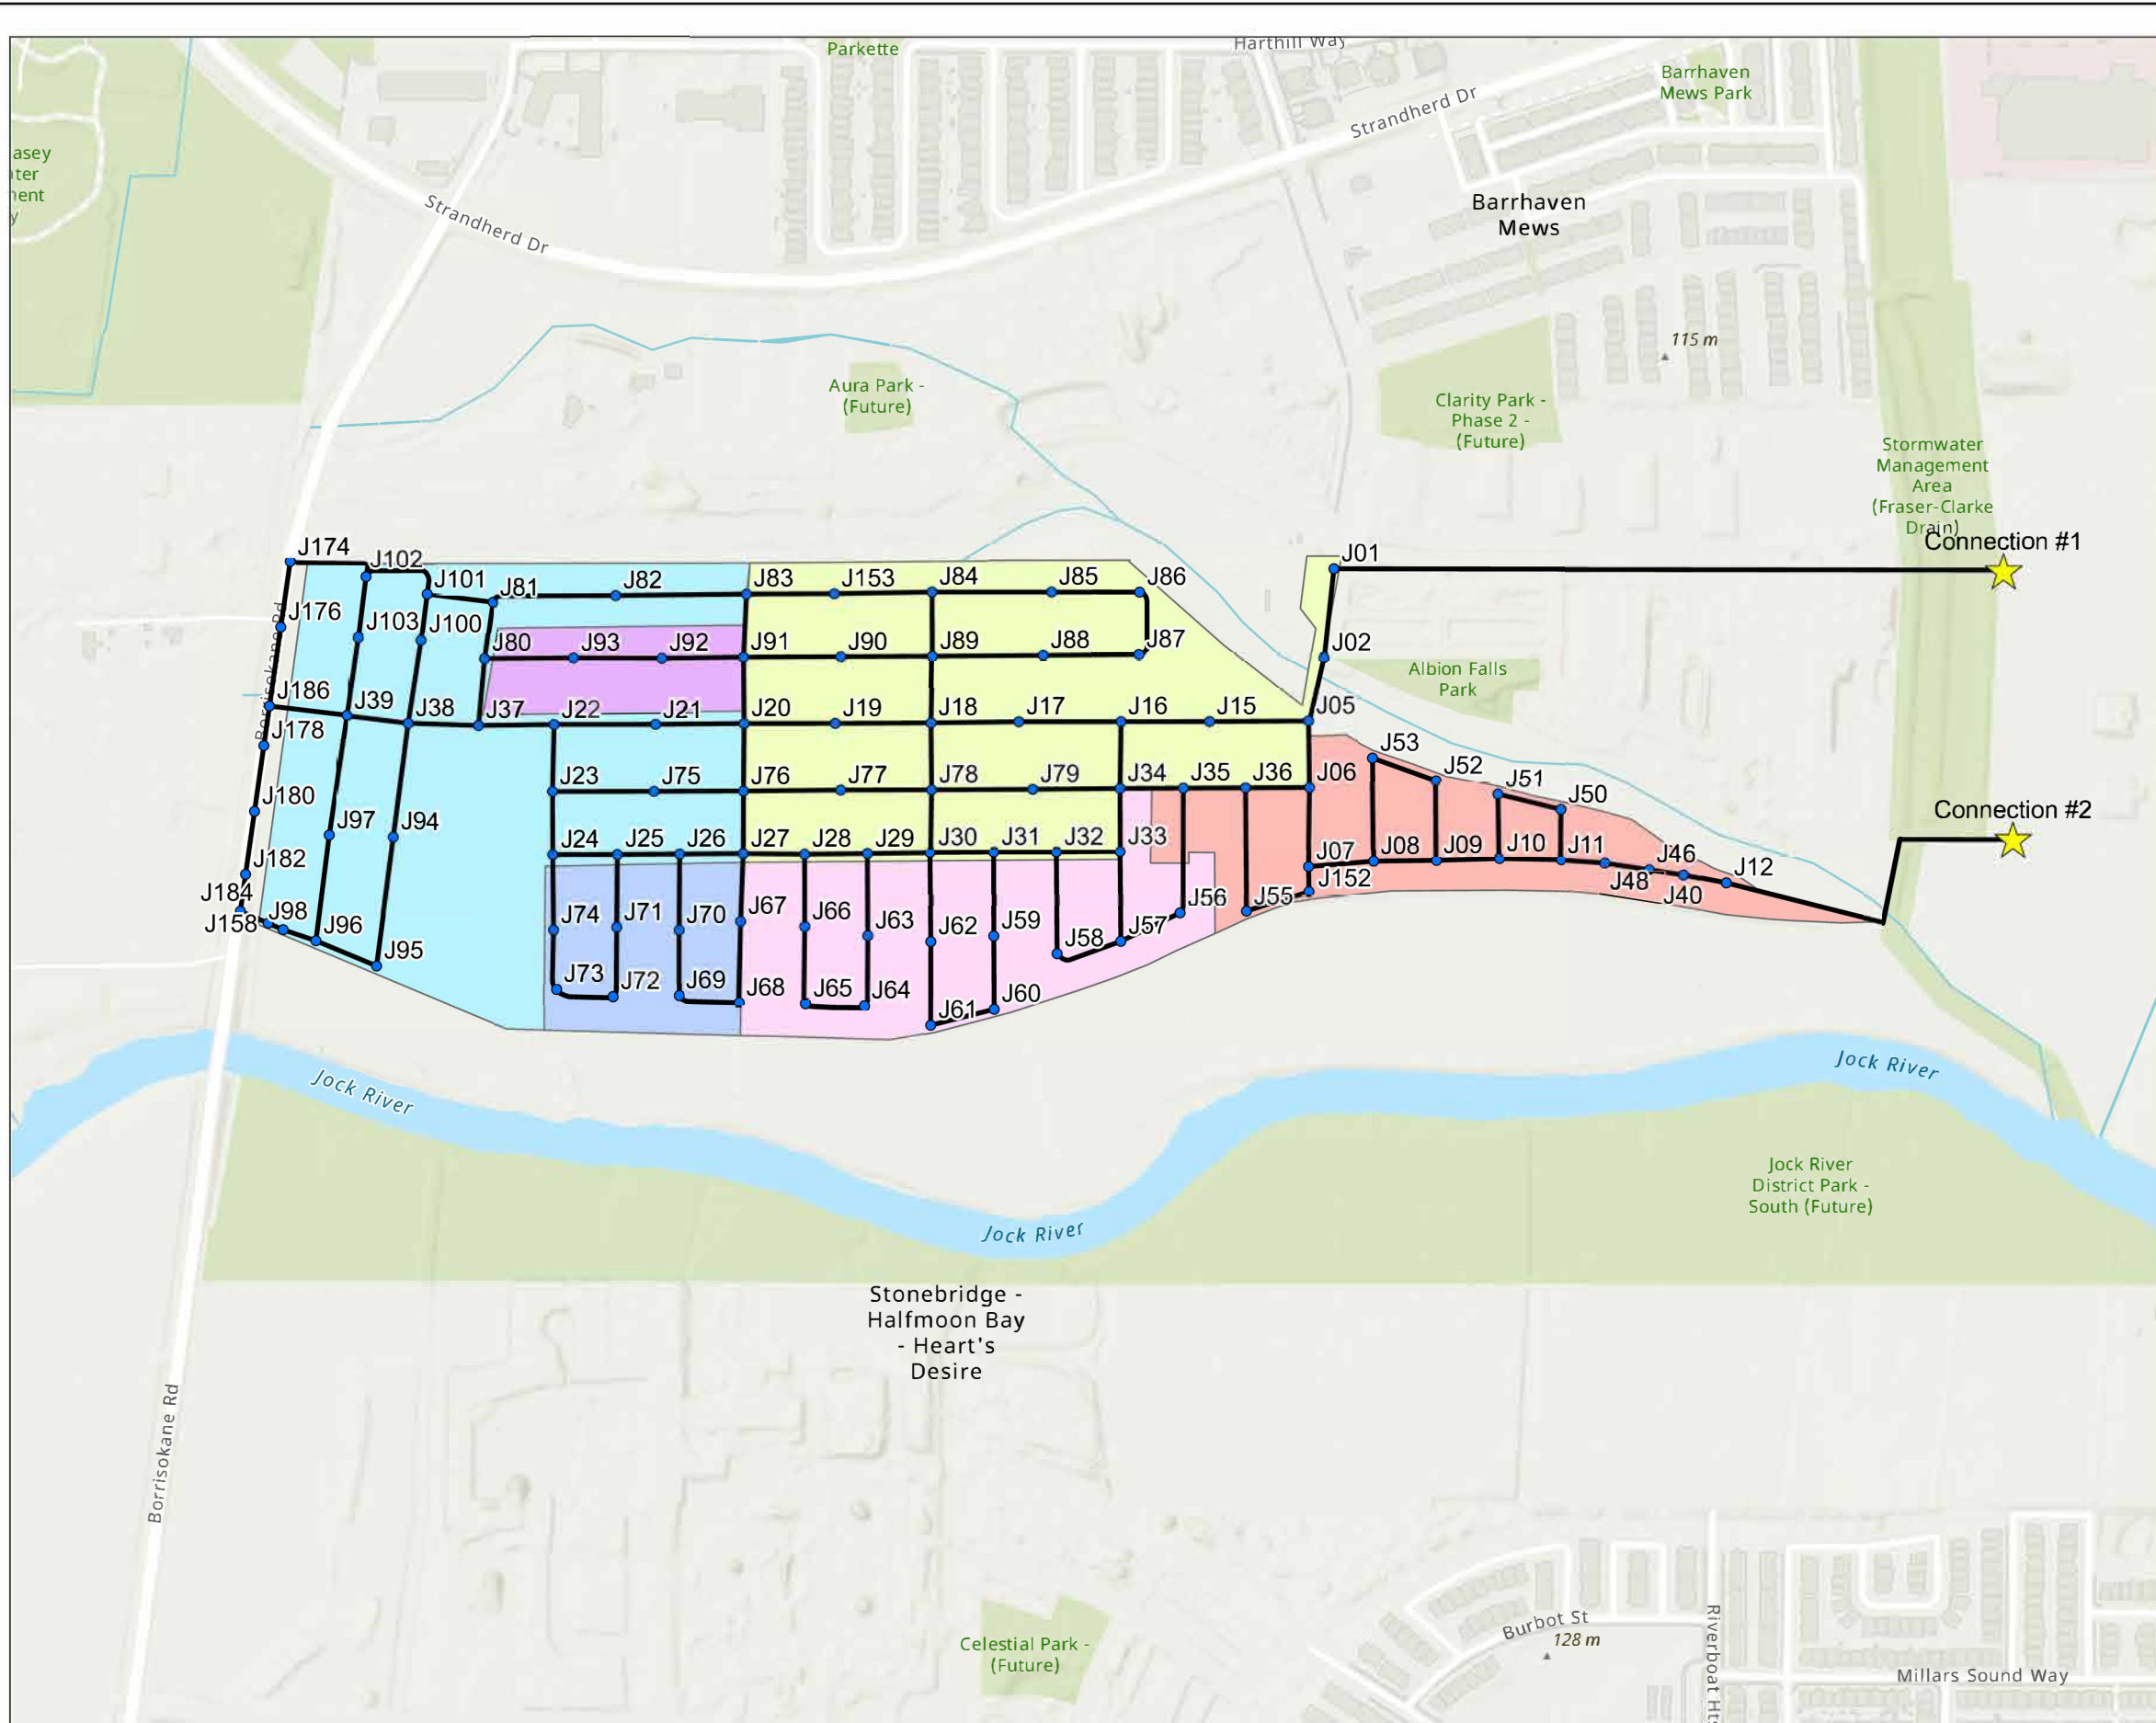 Parkette
Harthill Way
Barrhaven
Mews Park
Strandherd Dr
asey
ter
ent
y
Strandherd Dr
Barrhaven
Mews
115 m
Aura Park -
(Future)
Clarity Park -
Phase 2 -
(Future)
Stormwater
Management
Area
(Fraser-Clarke
Drain)
Connection #1
J174
J102
J101
J81
J82
J83
J153
J84
J85
J86
J01
J176
J103
J100
J80
J93
J92
J91
J90
J89
J88
J87
J02
Albion Falls
Park
Borrisokane Rd
J186
J39
J38
J37
J22
J21
J20
J19
J18
J17
J16
J15
J05
J178
J53
J52
J51
J50
J180
J23
J75
J76
J77
J78
J79
J34
J35
J36
J06
Connection #2
J97
J94
J24
J25
J26
J27
J28
J29
J30
J31
J32
J33
J07
J08
J09
J10
J11
J46
J12
J182
J152
J48
J40
J184
J158
J98
J96
J95
J74
J71
J70
J67
J66
J63
J62
J59
J58
J57
J56
J55
J73
J72
J69
J68
J65
J64
J61
J60
Jock River
Jock River
Jock River
Jock River
District Park -
South (Future)
Stonebridge -
Halfmoon Bay
- Heart's
Desire
Borrisokane Rd
Celestial Park -
(Future)
Burbot St
128 m
Riverboat Hts
Millars Sound Way